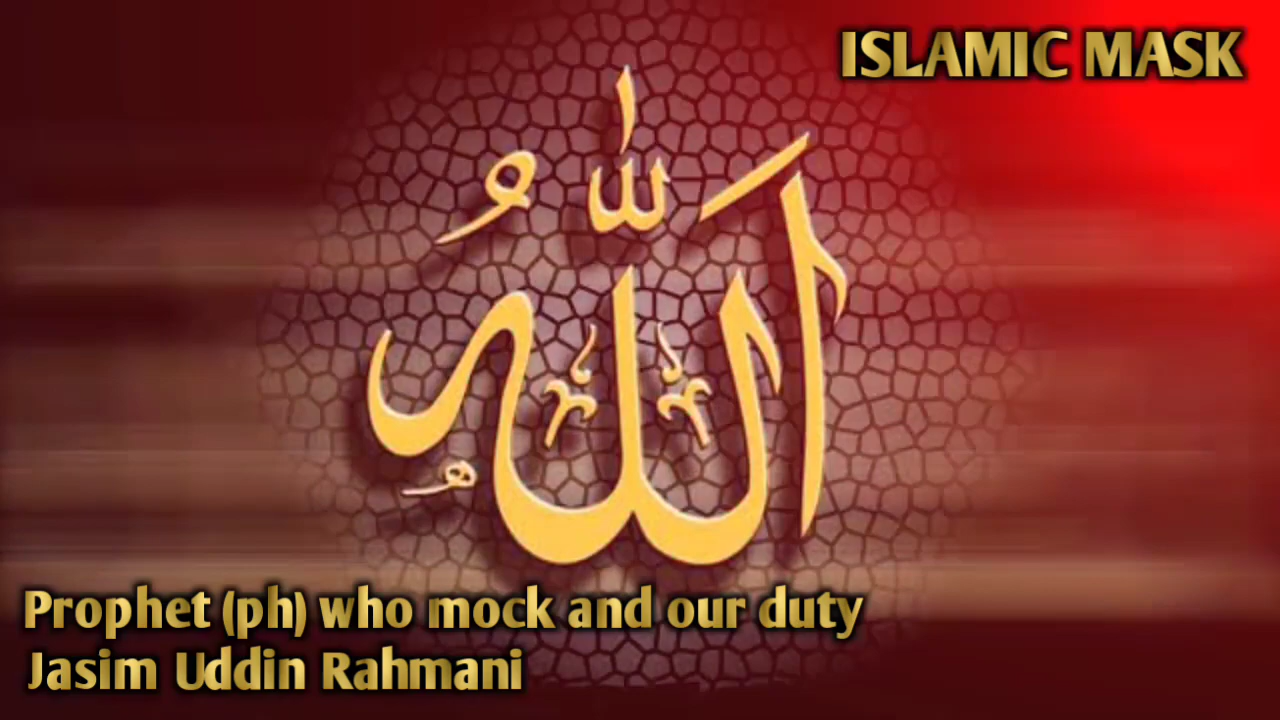 ISLAMIC MASK
الله
Prophet (ph) who mock and our duty
Jasim Uddin Rahmani